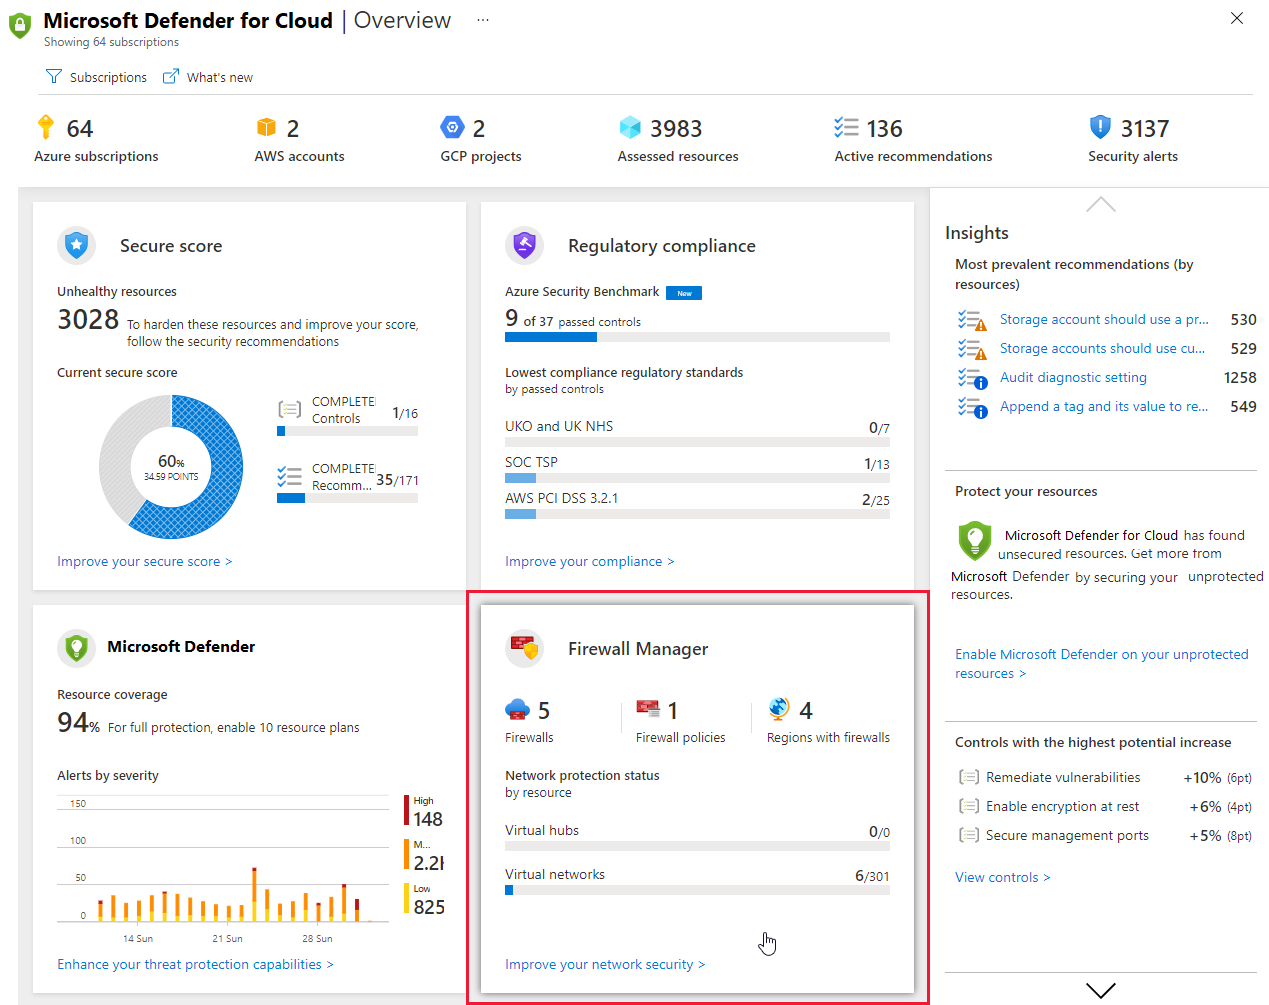 Microsoft Defender for Cloud | Overview ...
Showing 64 subscriptions
Subscriptions What's new
64 2 2 3983 136 3137
Azure subscriptions AWS accounts GCP projects Assessed resources Active recommendations Security alerts
Secure score
Unhealthy resources
3028 To harden these resources and improve your score,
follow the security recommendations
Current secure score
60%
34.59 POINTS
COMPLETE
Controls 1/16
COMPLETE
Recomm... 35/171
Improve your secure score >
Regulatory compliance
Azure Security Benchmark New
9 of 37 passed controls
Lowest compliance regulatory standards
by passed controls
UKO and UK NHS 0/7
SOC TSP 1/13
AWS PCI DSS 3.2.1 2/25
Improve your compliance >
Microsoft Defender
Resource coverage
94% For full protection, enable 10 resource plans
Alerts by severity
150
100
50
0
14 Sun 21 Sun 28 Sun
High
148
M...
2.2
Low
825
Enhance your threat protection capabilities >
Firewall Manager
5 1 4
Firewalls Firewall policies Regions with firewalls
Network protection status
by resource
Virtual hubs 0/0
Virtual networks 6/301
Improve your network security >
Insights
Most prevalent recommendations (by
resources)
Storage account should use a pr... 530
Storage accounts should use cu... 529
Audit diagnostic setting 1258
Append a tag and its value to re... 549
Protect your resources
Microsoft Defender for Cloud has found
unsecured resources. Get more from
Microsoft Defender by securing your unprotected
resources.
Enable Microsoft Defender on your unprotected
resources >
Controls with the highest potential increase
Remediate vulnerabilities +10% (6pt)
Enable encryption at rest +6% (4pt)
Secure management ports +5% (8pt)
View controls >